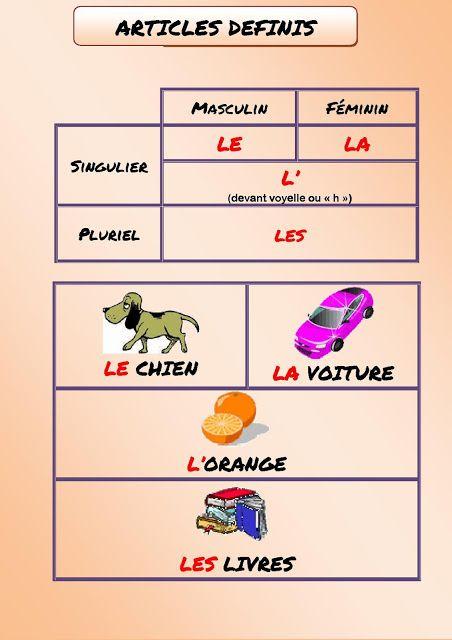 ARTICLES DEFINIS
MASCULIN FÉMININ
SINGULIER LE LA
L'
(devant voyelle ou « h »)
PLURIEL LES
LE CHIEN LA VOITURE
L'ORANGE
LES LIVRES